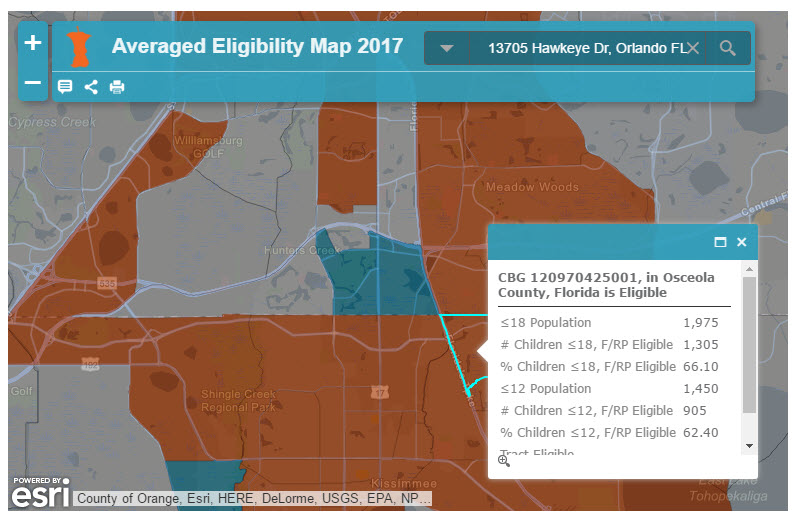 +
Averaged Eligibility Map 2017
13705 Hawkeye Dr, Orlando FL
−
Cypress Creek
Williamsburg
GOLF
Meadow Woods
Central F
Hunters Creek
535
CBG 120970425001, in Osceola
County, Florida is Eligible
≤18 Population 1,975
# Children ≤18, F/RP Eligible 1,305
% Children ≤18, F/RP Eligible 66.10
≤12 Population 1,450
# Children ≤12, F/RP Eligible 905
% Children ≤12, F/RP Eligible 62.40
Tract Eligible
192
Golf
Shingle Creek
Regional Park
17
Kissimmee
East Lake
Tohopekaliga
POWERED BY
esri
County of Orange, Esri, HERE, DeLorme, USGS, EPA, NP...